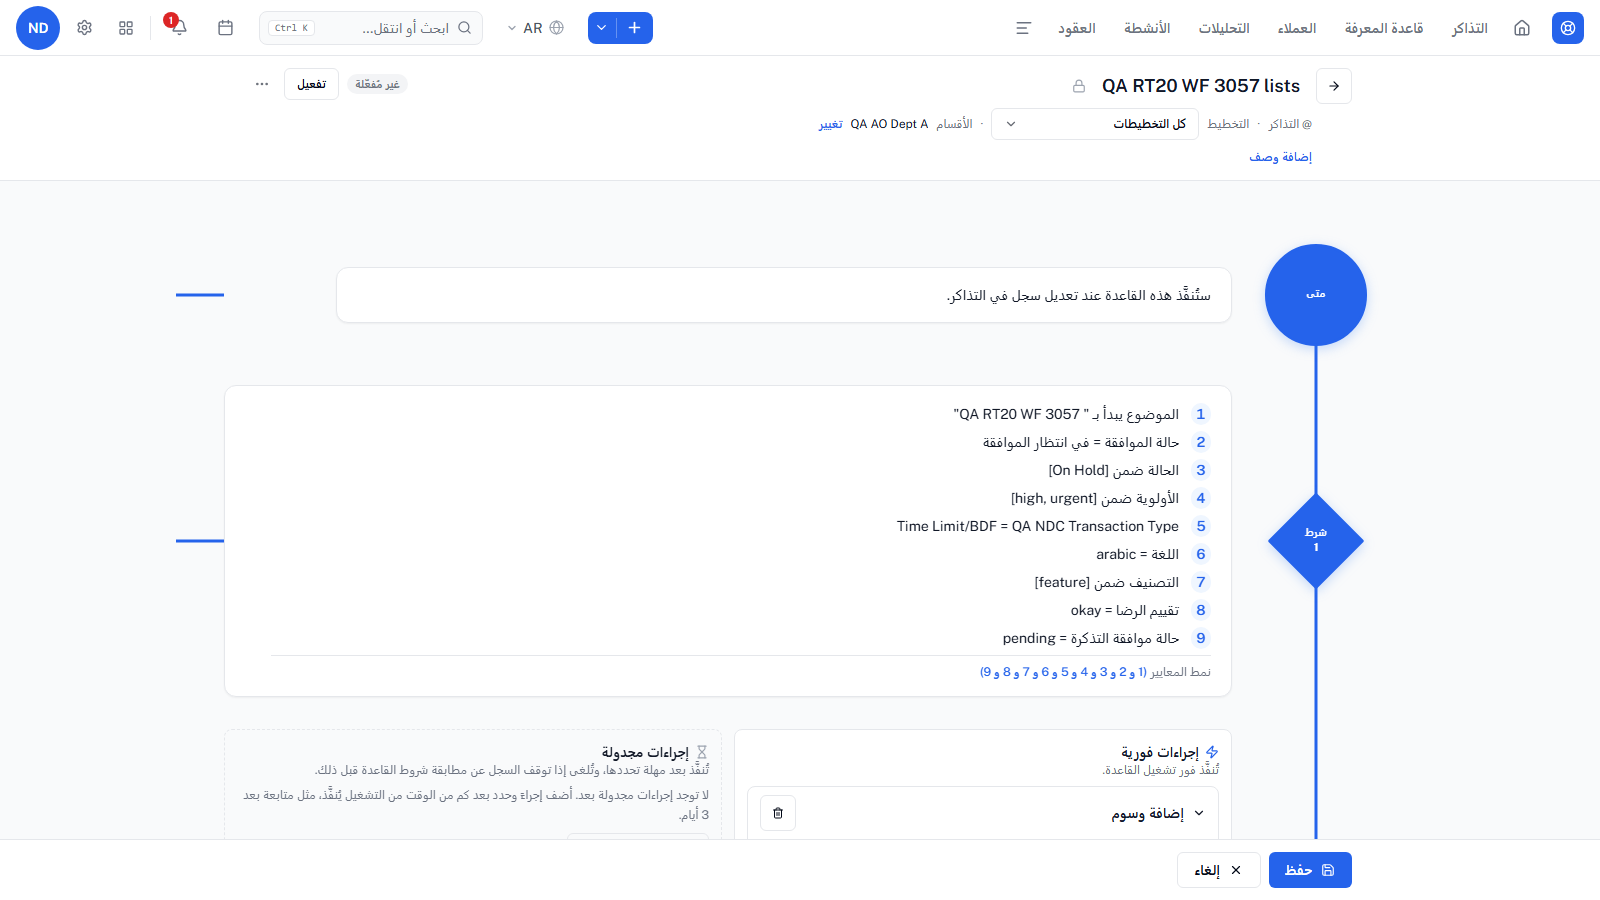 التذاكر
قاعدة المعرفة
العملاء
التحليلات
الأنشطة
العقود
AR
ابحث أو انتقل...
Ctrl K
1
ND
QA RT20 WF 3057 lists
غير مُفعّلة
تفعيل
@ التذاكر · التخطيط
كل التخطيطات
· الأقسام QA AO Dept A تغيير
إضافة وصف
متى
ستُنفَّذ هذه القاعدة عند تعديل سجل في التذاكر.
شرط
1
1 الموضوع يبدأ بـ "QA RT20 WF 3057 "
2 حالة الموافقة = في انتظار الموافقة
3 الحالة ضمن [On Hold]
4 الأولوية ضمن [high, urgent]
5 Time Limit/BDF = QA NDC Transaction Type
6 اللغة = arabic
7 التصنيف ضمن [feature]
8 تقييم الرضا = okay
9 حالة موافقة التذكرة = pending
نمط المعايير (1 و 2 و 3 و 4 و 5 و 6 و 7 و 8 و 9)
إجراءات فورية
تُنفَّذ فور تشغيل القاعدة.
إضافة وسوم
إجراءات مجدولة
تُنفَّذ بعد مهلة تحددها، وتُلغى إذا توقف السجل عن مطابقة شروط القاعدة قبل ذلك.
لا توجد إجراءات مجدولة بعد. أضف إجراءً وحدد بعد كم من الوقت من التشغيل يُنفَّذ، مثل متابعة بعد
3 أيام.
حفظ
إلغاء